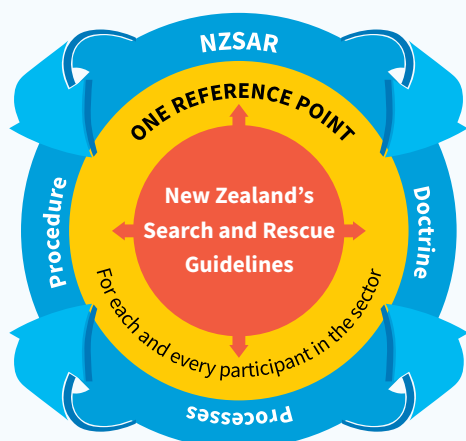 NZSAR
ONE REFERENCE POINT
New Zealand's
Search and Rescue
Guidelines
Procedure
Doctrine
For each and every participant in the sector
Processes